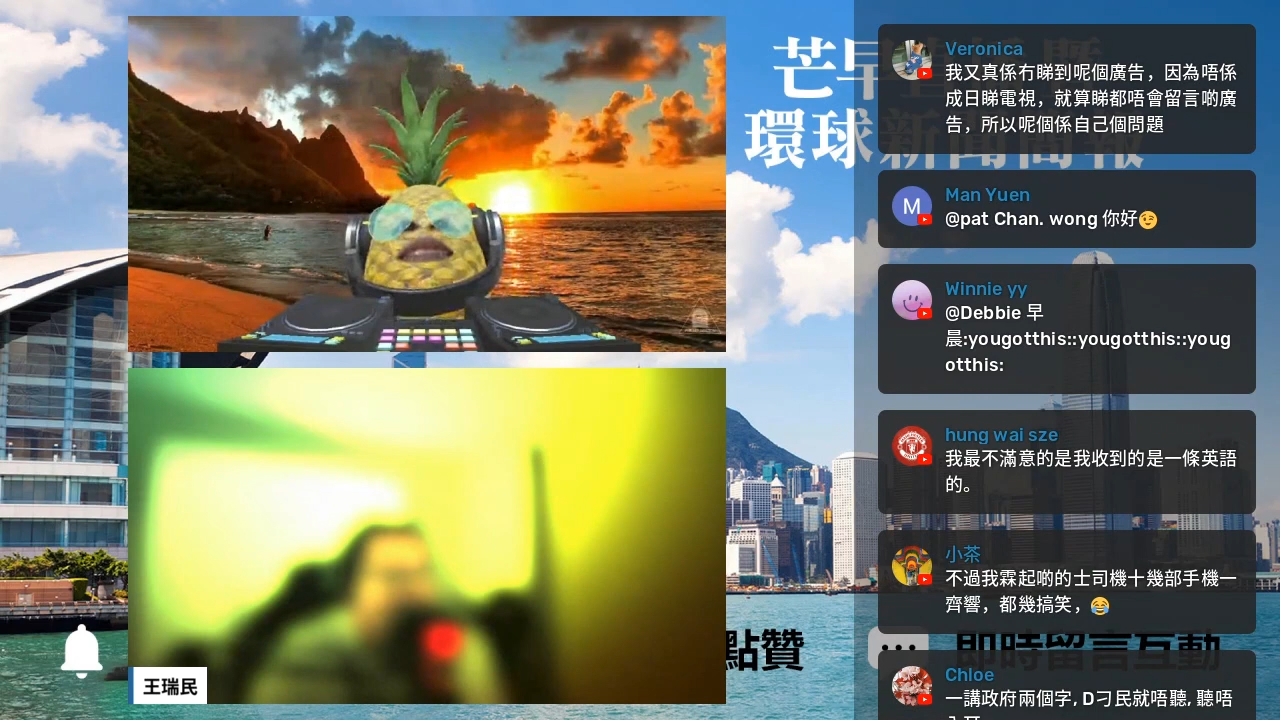 芒早
環球新聞簡報
Veronica
我又真係冇睇到呢個廣告，因為唔係
成日睇電視，就算睇都唔會留言啲廣
告，所以呢個係自己個問題
Man Yuen
M
@pat Chan. wong 你好😉
Winnie yy
@Debbie 早
晨:yougotthis::yougotthis::youg
otthis:
hung wai sze
我最不滿意的是我收到的是一條英語
的。
小茶
不過我霖起啲的士司機十幾部手機一
齊響，都幾搞笑，😂
點贊
即時留言互動
Chloe
一講政府兩個字, D刁民就唔聽, 聽唔
王瑞民